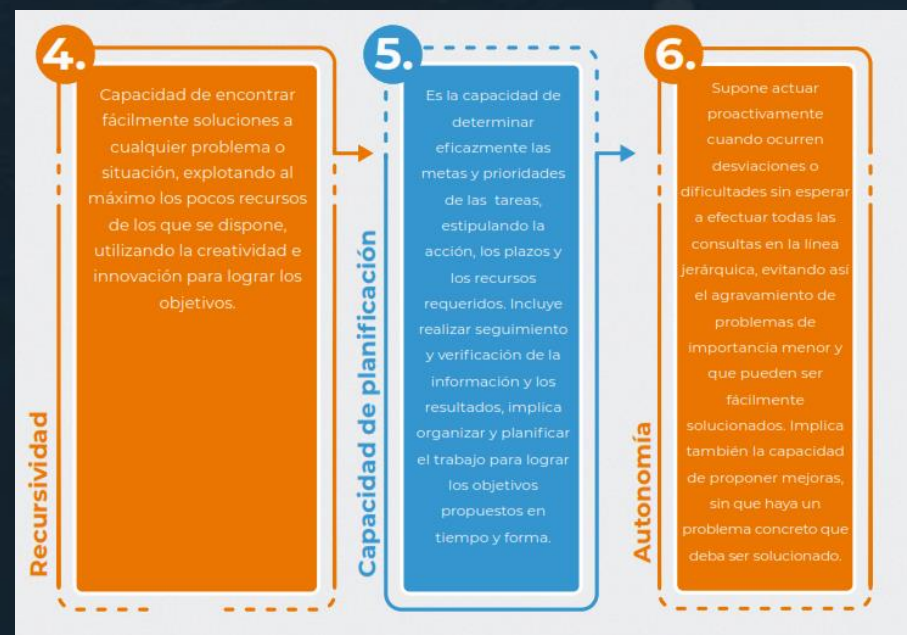 4.
Capacidad de encontrar
fácilmente soluciones a
cualquier problema o
situación, explotando al
máximo los pocos recursos
de los que se dispone,
utilizando la creatividad e
innovación para lograr los
objetivos.
Recursividad
5.
Es la capacidad de
determinar
eficazmente las
metas y prioridades
de las tareas,
estipulando la
acción, los plazos y
los recursos
requeridos. Incluye
realizar seguimiento
y verificación de la
información y los
resultados, implica
organizar y planificar
el trabajo para lograr
los objetivos
propuestos en
tiempo y forma.
Capacidad de planificación
6.
Supone actuar
proactivamente
cuando ocurren
desviaciones o
dificultades sin esperar
a efectuar todas las
consultas en la línea
jerárquica, evitando así
el agravamiento de
problemas de
importancia menor y
que pueden ser
fácilmente
solucionados. Implica
también la capacidad
de proponer mejoras,
sin que haya un
problema concreto que
deba ser solucionado.
Autonomía